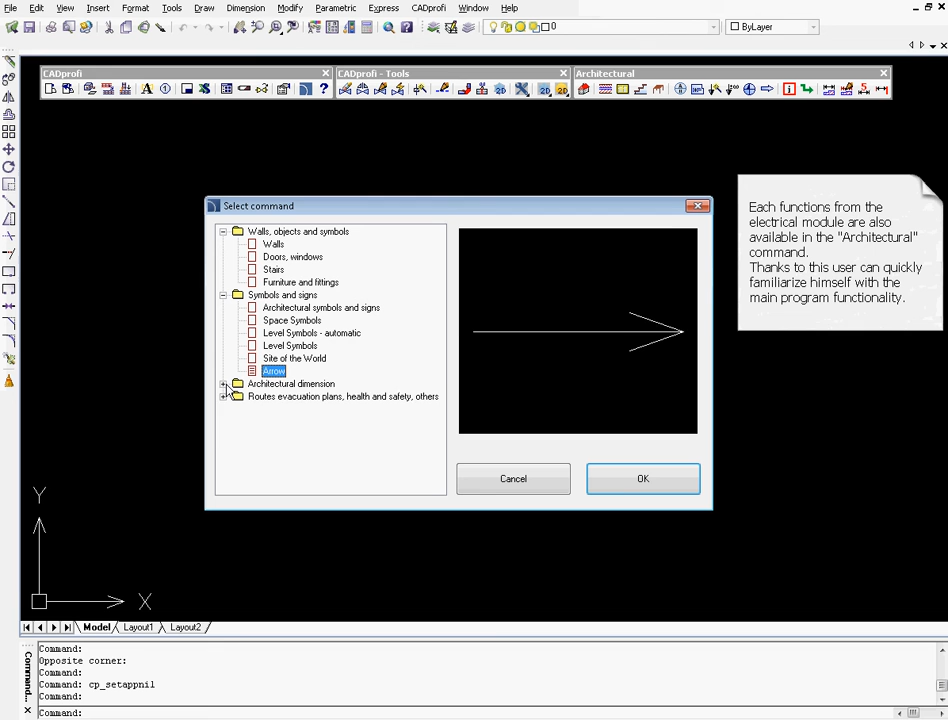 File Edit View Insert Format Tools Draw Dimension Modify Parametric Express CADprofi Window Help
0 ByLayer
CADprofi CADprofi - Tools Architectural
Select command
Walls, objects and symbols
Walls
Doors, windows
Stairs
Furniture and fittings
Symbols and signs
Architectural symbols and signs
Space Symbols
Level Symbols - automatic
Level Symbols
Site of the World
Arrow
Architectural dimension
Routes evacuation plans, health and safety, others
Cancel OK
Each functions from the
electrical module are also
available in the "Architectural"
command.
Thanks to this user can quickly
familiarize himself with the
main program functionality.
Y
X
Model Layout1 Layout2
Command...
Command:
Opposite corner:
Command:
Command: cp_setappnil
Command:
Command: